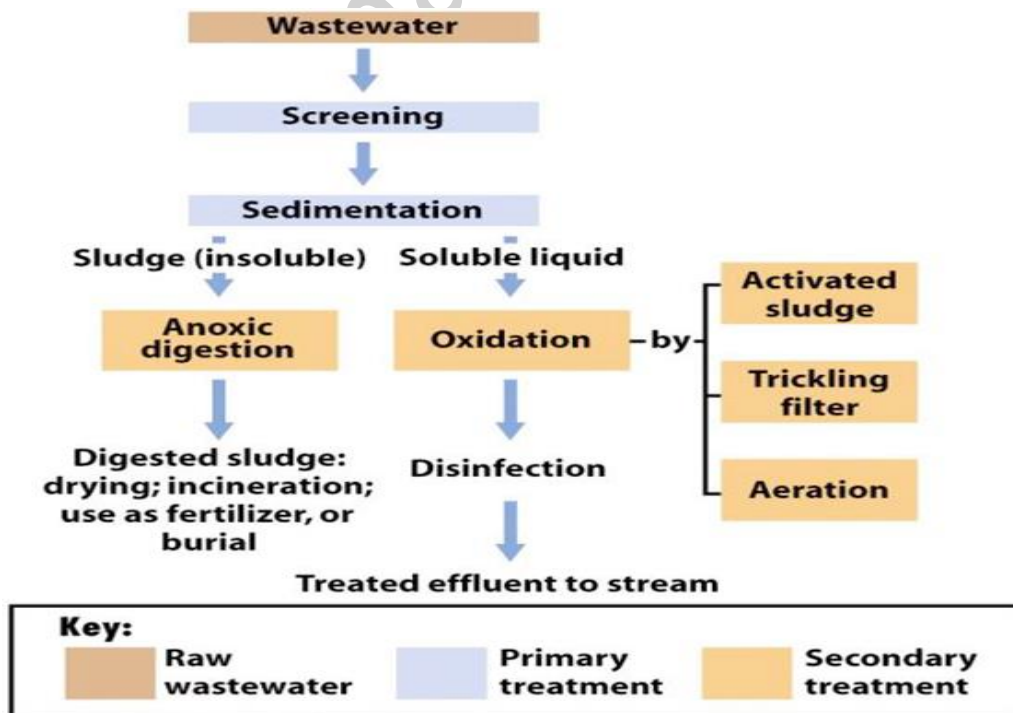 Wastewater
Screening
Sedimentation
Sludge (insoluble)
Soluble liquid
Anoxic
digestion
Oxidation
by
Activated
sludge
Trickling
filter
Aeration
Digested sludge:
drying; incineration;
use as fertilizer, or
burial
Disinfection
Treated effluent to stream
Key:
Raw
wastewater
Primary
treatment
Secondary
treatment